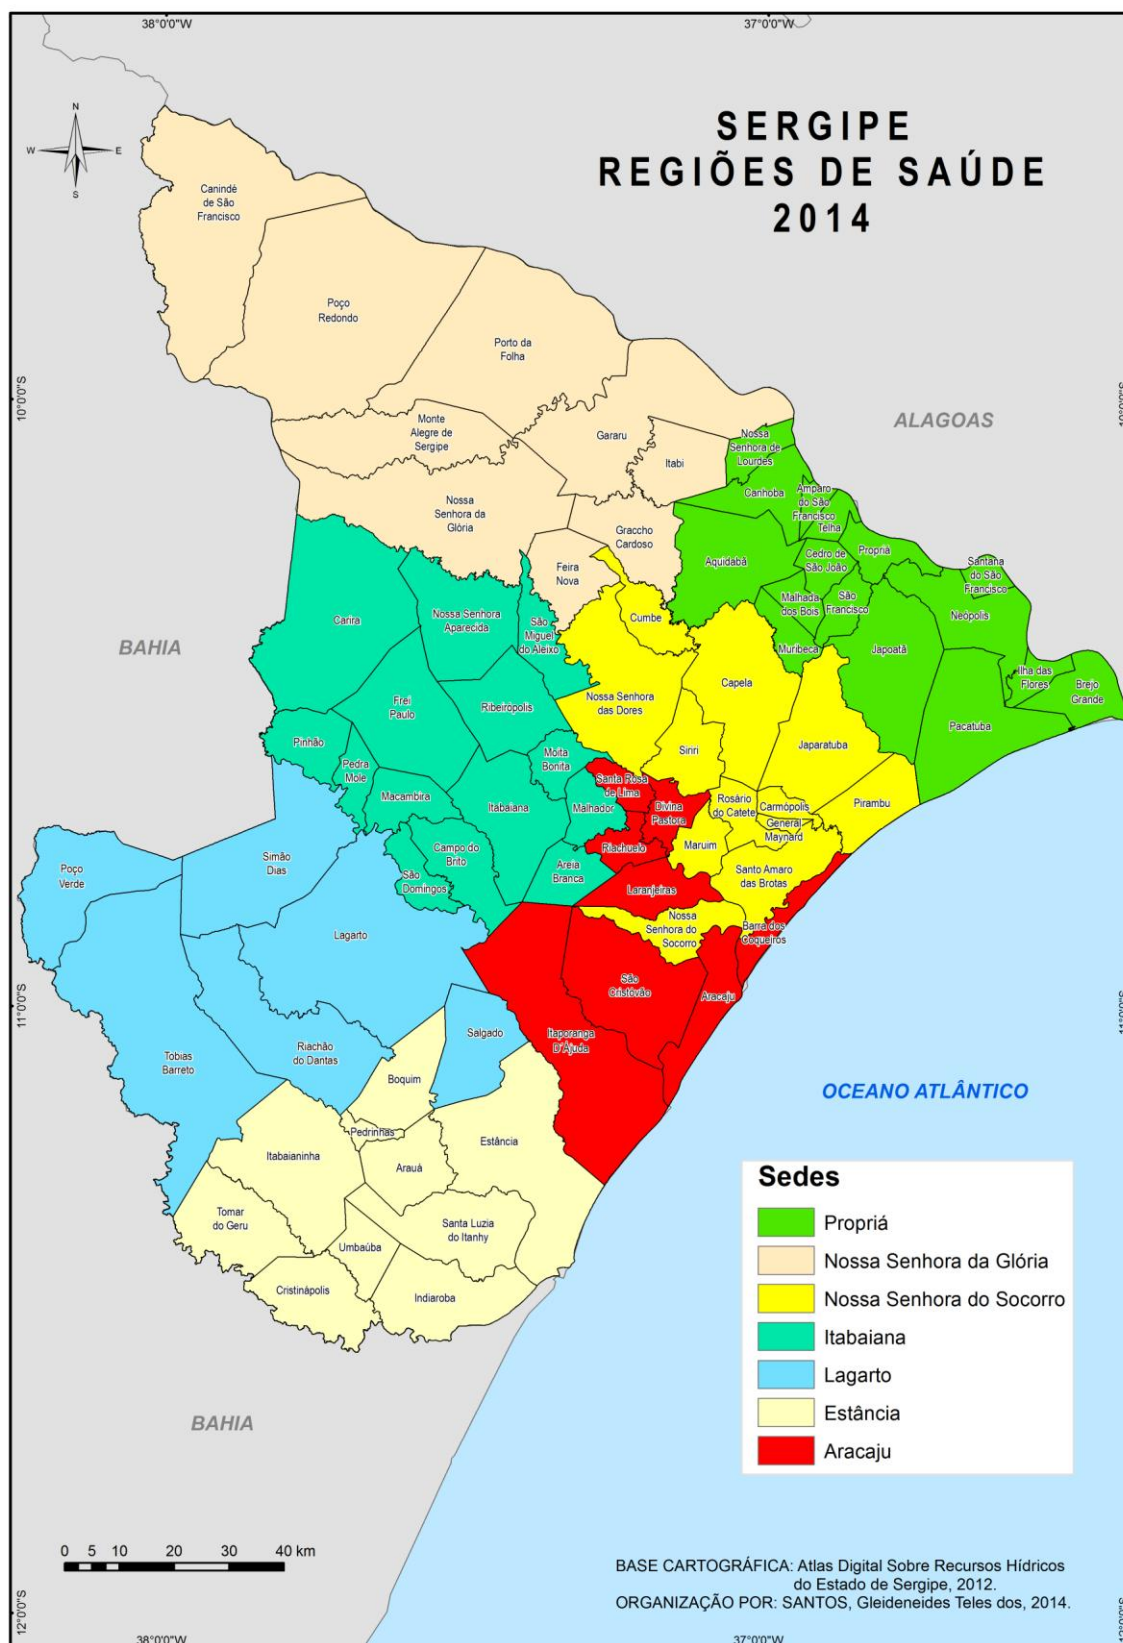 38°0'0"W
37°0'0"W
N
W
E
S
SERGIPE
REGIÕES DE SAÚDE
2014
Canindé
de São
Francisco
Poço
Redondo
Porto da
Folha
10°0'0"S
10°0'0"S
ALAGOAS
Monte
Alegre de
Sergipe
Gararu
Itabi
Nossa
Senhora de
Lourdes
Nossa
Senhora da
Glória
Canhoba
Amparo
do São
Francisco
Telha
Graccho
Cardoso
Feira
Nova
Aquidabã
Cedro de
São João
Propriá
Santana
do São
Francisco
Malhada
dos Bois
São
Francisco
Neópolis
Carira
Nossa Senhora
Aparecida
São
Miguel
do Aleixo
Cumbe
Muribeca
Japoatã
BAHIA
Ilha das
Flores
Brejo
Grande
Capela
Nossa Senhora
das Dores
Frei
Paulo
Ribeirópolis
Pacatuba
Pinhão
Moita
Bonita
Siriri
Japaratuba
Pedra
Mole
Macambira
Santa Rosa
de Lima
Itabaiana
Malhador
Divina
Pastora
Rosário
do Catete
Carmópolis
Pirambu
General
Maynard
Riachuelo
Maruim
Campo do
Brito
Areia
Branca
Simão
Dias
Poço
Verde
São
Domingos
Laranjeiras
Santo Amaro
das Brotas
Nossa
Senhora do
Socorro
Barra dos
Coqueiros
Lagarto
São
Cristóvão
Aracaju
11°0'0"S
11°0'0"S
Salgado
Itaporanga
D'Ájuda
Riachão
do Dantas
Tobias
Barreto
Boquim
OCEANO ATLÂNTICO
Pedrinhas
Estância
Itabaianinha
Arauá
Tomar
do Geru
Santa Luzia
do Itanhy
Umbaúba
Cristinápolis
Indiaroba
Sedes
Propriá
Nossa Senhora da Glória
Nossa Senhora do Socorro
Itabaiana
Lagarto
Estância
Aracaju
BAHIA
0 5 10 20 30 40 km
BASE CARTOGRÁFICA: Atlas Digital Sobre Recursos Hídricos
do Estado de Sergipe, 2012.
ORGANIZAÇÃO POR: SANTOS, Gleideneides Teles dos, 2014.
12°0'0"S
12°0'0"S
38°0'0"W
37°0'0"W